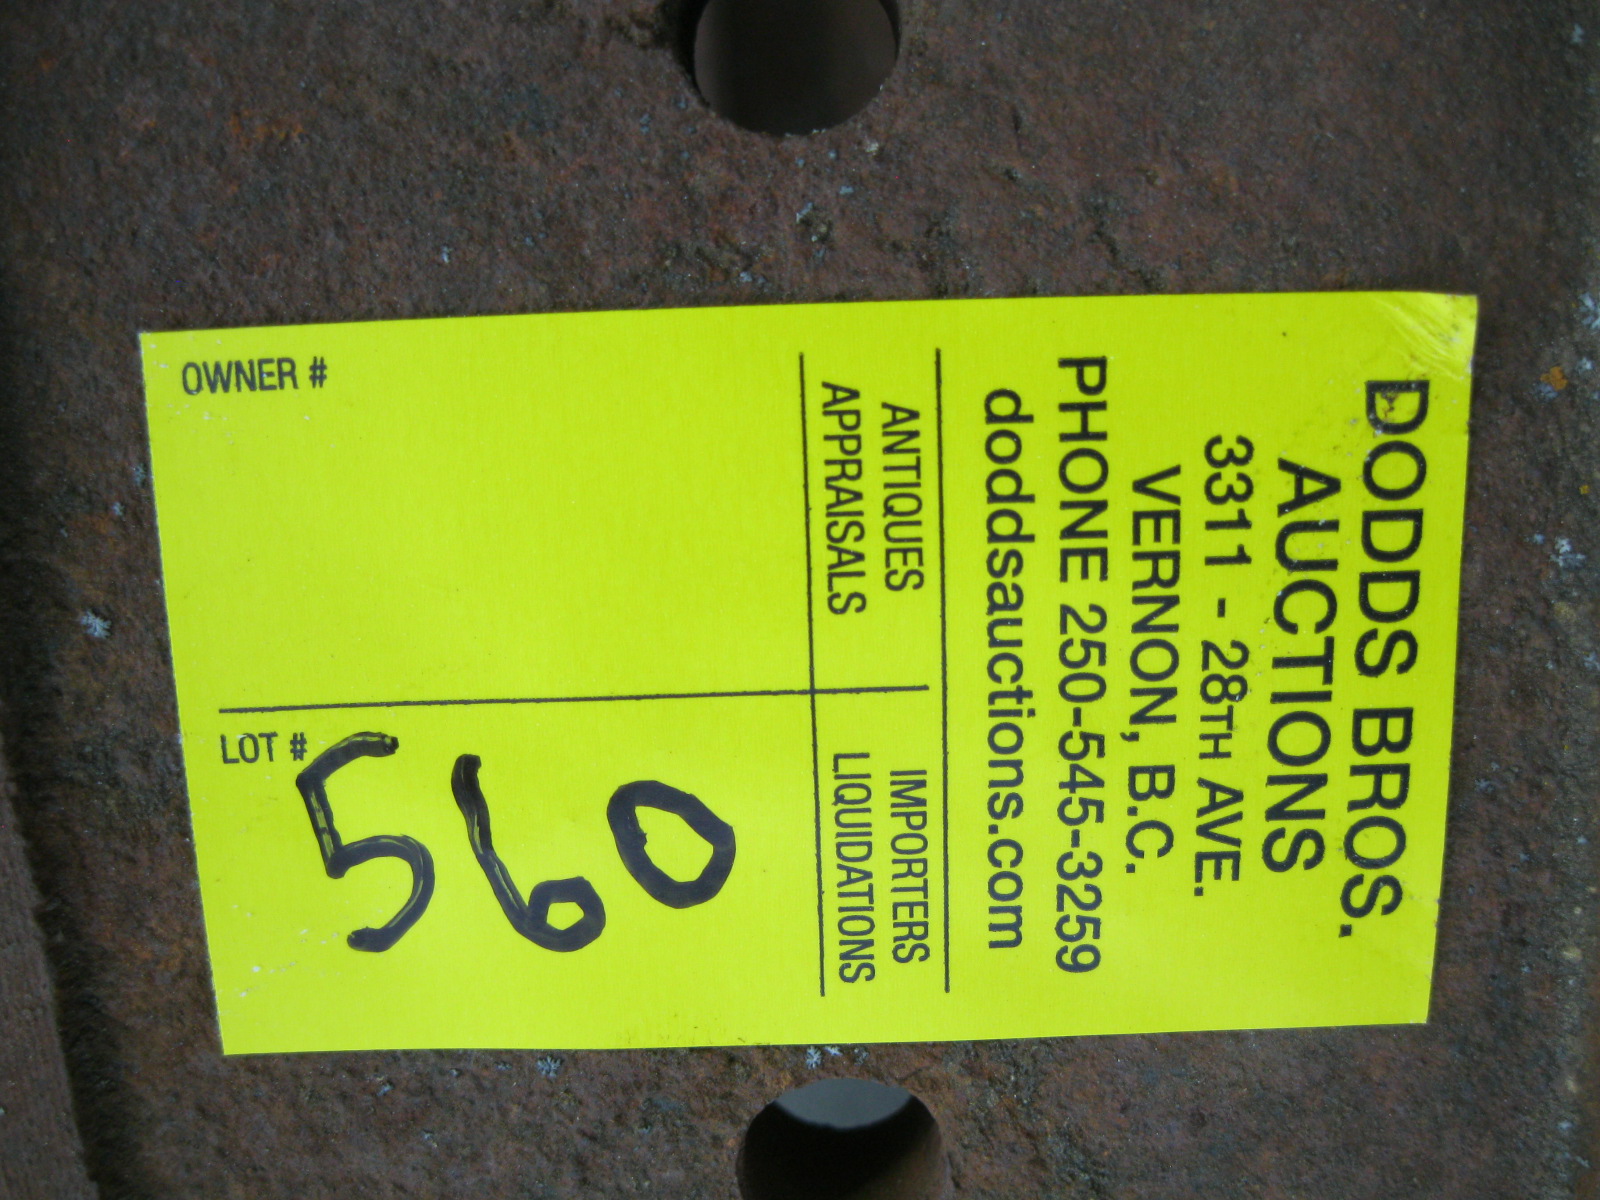 DODDS BROS.
AUCTIONS
3311 - 28TH AVE.
VERNON, B.C.
PHONE 250-545-3259
doddsauctions.com
ANTIQUES
APPRAISALS
IMPORTERS
LIQUIDATIONS
OWNER #
LOT #
560